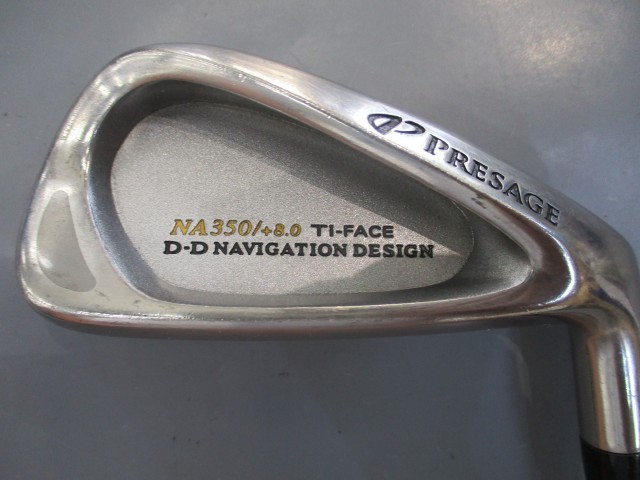 PRESAGE
NA350/+8.0 TI-FACE
D-D NAVIGATION DESIGN